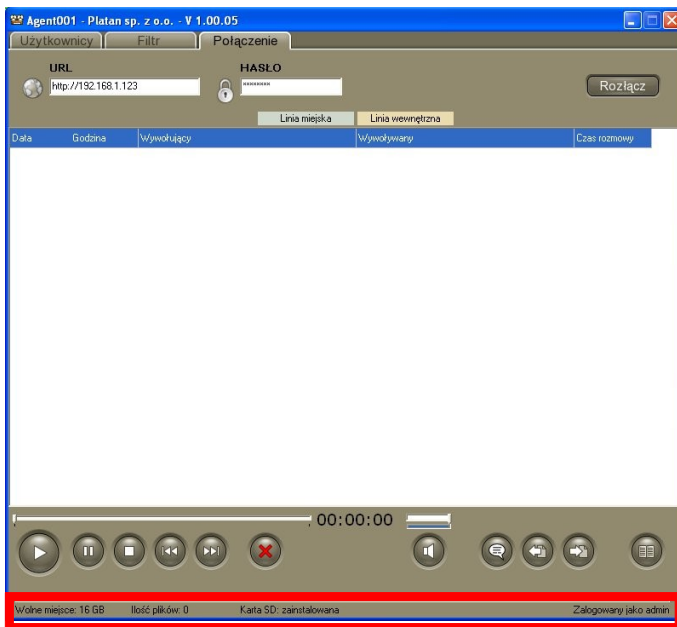 Agent001 - Platan sp. z o.o. - V 1.00.05
Użytkownicy Filtr Połączenie
URL HASŁO
http://192.168.1.123 ******** Rozłącz
Linia miejska Linia wewnętrzna
Data Godzina Wywołujący Wywoływany Czas rozmowy
00:00:00
Wolne miejsce: 16 GB Ilość plików: 0 Karta SD: zainstalowana Zalogowany jako admin